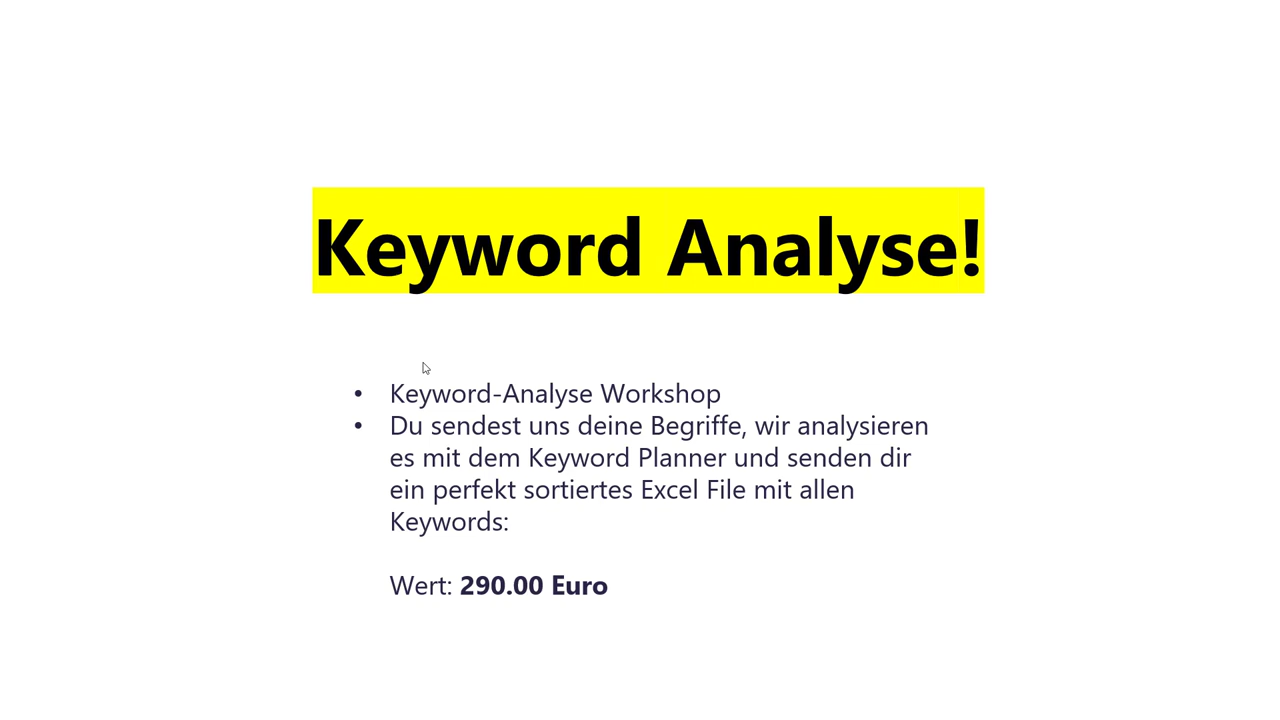 Keyword Analyse!
• Keyword-Analyse Workshop
• Du sendest uns deine Begriffe, wir analysieren
es mit dem Keyword Planner und senden dir
ein perfekt sortiertes Excel File mit allen
Keywords:
Wert: 290.00 Euro